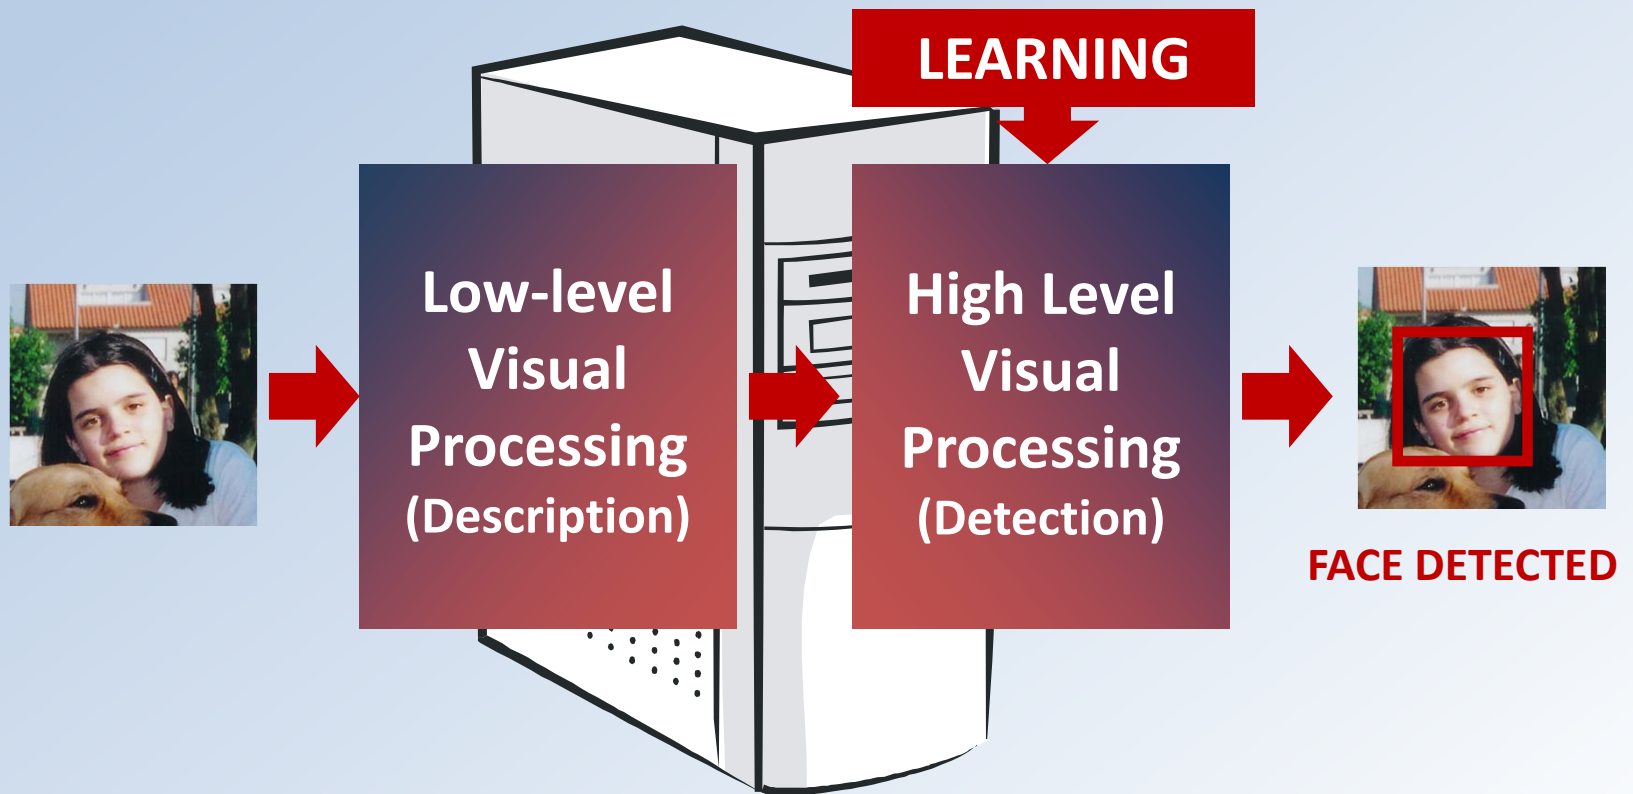 LEARNING
Low-level
Visual
Processing
(Description)
High Level
Visual
Processing
(Detection)
FACE DETECTED